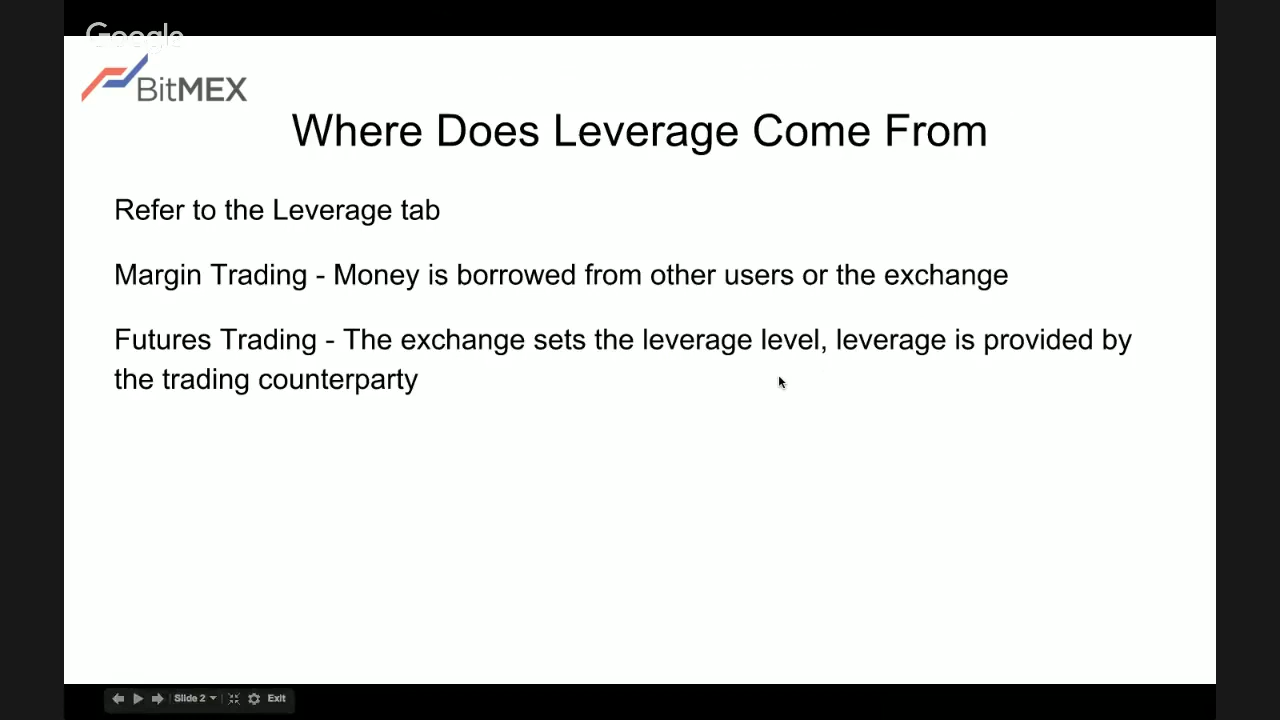 Google
BitMEX
Where Does Leverage Come From
Refer to the Leverage tab
Margin Trading - Money is borrowed from other users or the exchange
Futures Trading - The exchange sets the leverage level, leverage is provided by
the trading counterparty
Slide 2
Exit